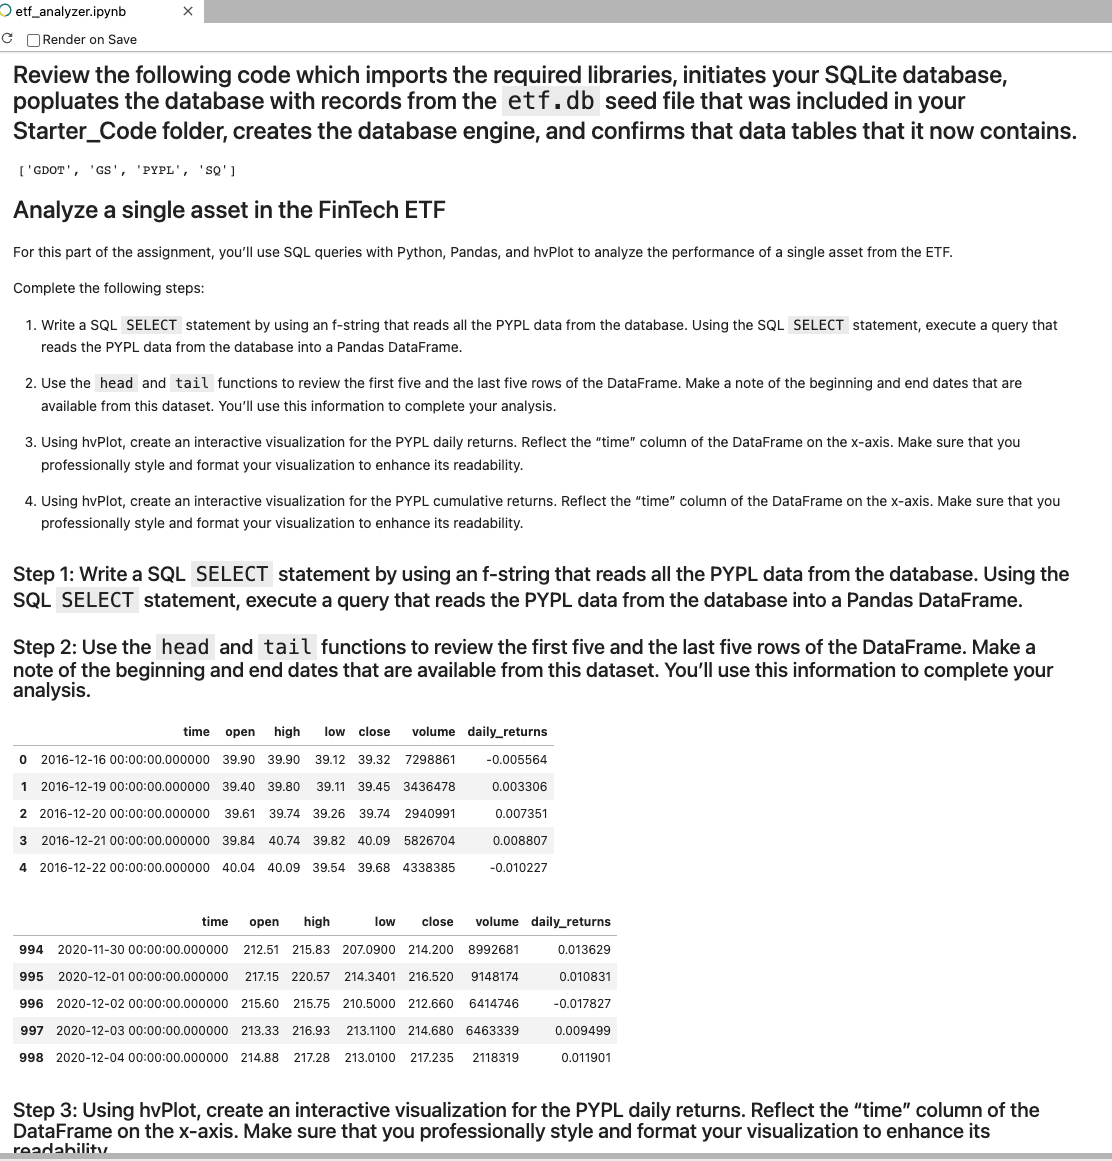 etf_analyzer.ipynb
Render on Save
Review the following code which imports the required libraries, initiates your SQLite database,
popluates the database with records from the etf.db seed file that was included in your
Starter_Code folder, creates the database engine, and confirms that data tables that it now contains.
['GDOT', 'GS', 'PYPL', 'SQ']
Analyze a single asset in the FinTech ETF
For this part of the assignment, you’ll use SQL queries with Python, Pandas, and hvPlot to analyze the performance of a single asset from the ETF.
Complete the following steps:
1. Write a SQL SELECT statement by using an f-string that reads all the PYPL data from the database. Using the SQL SELECT statement, execute a query that
reads the PYPL data from the database into a Pandas DataFrame.
2. Use the head and tail functions to review the first five and the last five rows of the DataFrame. Make a note of the beginning and end dates that are
available from this dataset. You’ll use this information to complete your analysis.
3. Using hvPlot, create an interactive visualization for the PYPL daily returns. Reflect the “time” column of the DataFrame on the x-axis. Make sure that you
professionally style and format your visualization to enhance its readability.
4. Using hvPlot, create an interactive visualization for the PYPL cumulative returns. Reflect the “time” column of the DataFrame on the x-axis. Make sure that you
professionally style and format your visualization to enhance its readability.
Step 1: Write a SQL SELECT statement by using an f-string that reads all the PYPL data from the database. Using the
SQL SELECT statement, execute a query that reads the PYPL data from the database into a Pandas DataFrame.
Step 2: Use the head and tail functions to review the first five and the last five rows of the DataFrame. Make a
note of the beginning and end dates that are available from this dataset. You’ll use this information to complete your
analysis.
time open high low close volume daily_returns
0 2016-12-16 00:00:00.000000 39.90 39.90 39.12 39.32 7298861 -0.005564
1 2016-12-19 00:00:00.000000 39.40 39.80 39.11 39.45 3436478 0.003306
2 2016-12-20 00:00:00.000000 39.61 39.74 39.26 39.74 2940991 0.007351
3 2016-12-21 00:00:00.000000 39.84 40.74 39.82 40.09 5826704 0.008807
4 2016-12-22 00:00:00.000000 40.04 40.09 39.54 39.68 4338385 -0.010227
time open high low close volume daily_returns
994 2020-11-30 00:00:00.000000 212.51 215.83 207.0900 214.200 8992681 0.013629
995 2020-12-01 00:00:00.000000 217.15 220.57 214.3401 216.520 9148174 0.010831
996 2020-12-02 00:00:00.000000 215.60 215.75 210.5000 212.660 6414746 -0.017827
997 2020-12-03 00:00:00.000000 213.33 216.93 213.1100 214.680 6463339 0.009499
998 2020-12-04 00:00:00.000000 214.88 217.28 213.0100 217.235 2118319 0.011901
Step 3: Using hvPlot, create an interactive visualization for the PYPL daily returns. Reflect the “time” column of the
DataFrame on the x-axis. Make sure that you professionally style and format your visualization to enhance its
readability.